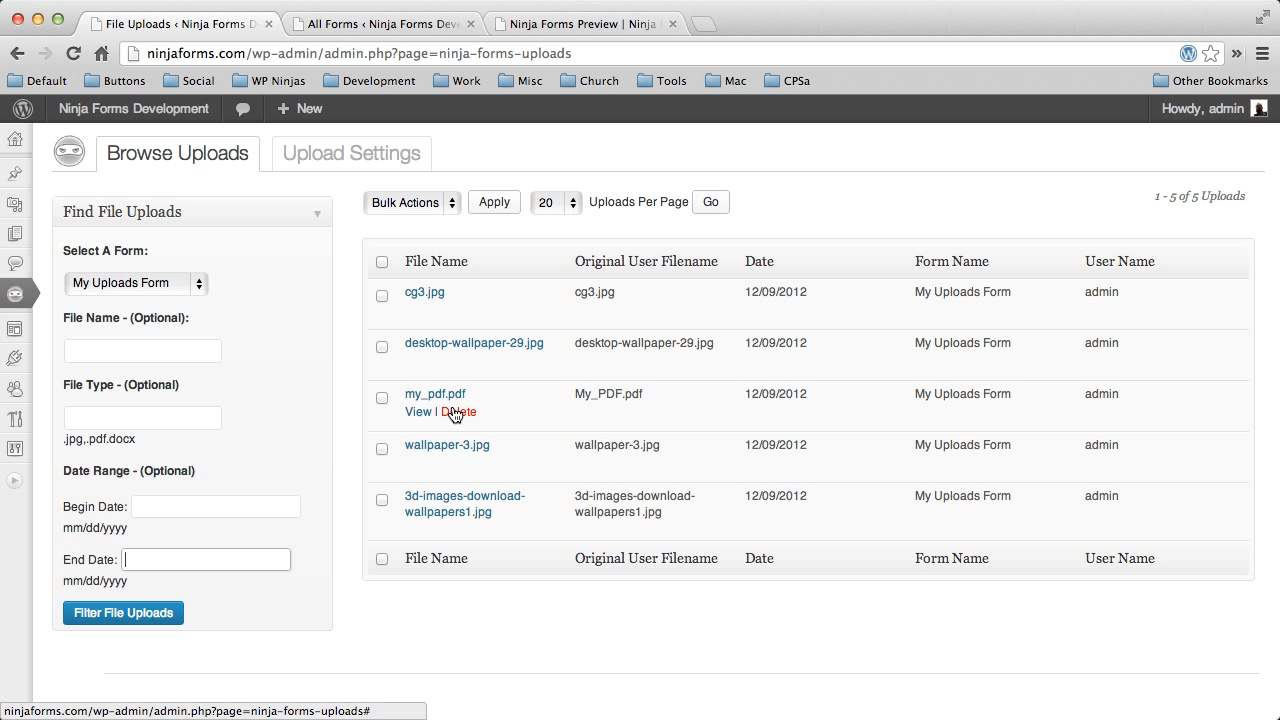 File Uploads ‹ Ninja Forms D
All Forms ‹ Ninja Forms Deve
Ninja Forms Preview | Ninja
ninjaforms.com/wp-admin/admin.php?page=ninja-forms-uploads
Default Buttons Social WP Ninjas Development Work Misc Church Tools Mac CPSa Other Bookmarks
Ninja Forms Development + New Howdy, admin
Browse Uploads Upload Settings
Find File Uploads
Select A Form:
My Uploads Form
File Name - (Optional):
File Type - (Optional)
.jpg,.pdf.docx
Date Range - (Optional)
Begin Date:
mm/dd/yyyy
End Date:
mm/dd/yyyy
Filter File Uploads
Bulk Actions Apply 20 Uploads Per Page Go 1 - 5 of 5 Uploads
File Name Original User Filename Date Form Name User Name
cg3.jpg cg3.jpg 12/09/2012 My Uploads Form admin
desktop-wallpaper-29.jpg desktop-wallpaper-29.jpg 12/09/2012 My Uploads Form admin
my_pdf.pdf My_PDF.pdf 12/09/2012 My Uploads Form admin
View | Delete
wallpaper-3.jpg wallpaper-3.jpg 12/09/2012 My Uploads Form admin
3d-images-download- 3d-images-download- 12/09/2012 My Uploads Form admin
wallpapers1.jpg wallpapers1.jpg
File Name Original User Filename Date Form Name User Name
ninjaforms.com/wp-admin/admin.php?page=ninja-forms-uploads#